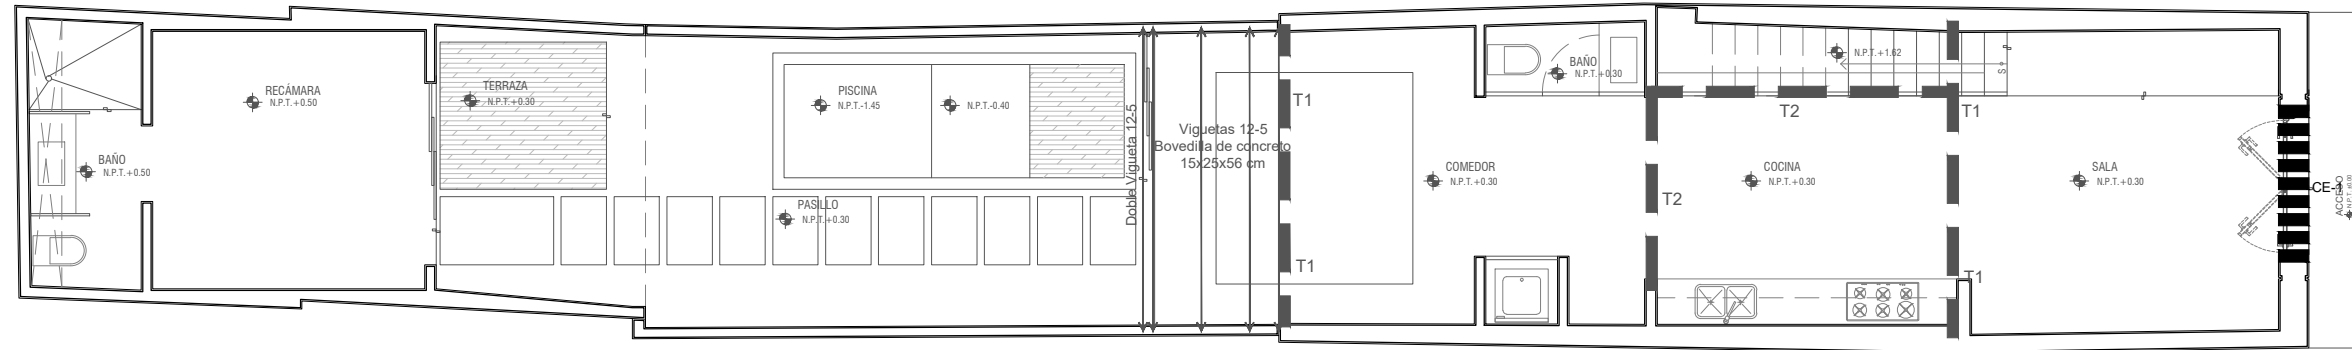 RECÁMARA
N.P.T.+0.50
BAÑO
N.P.T.+0.50
TERRAZA
N.P.T.+0.30
PISCINA
N.P.T.-1.45
N.P.T.-0.40
PASILLO
N.P.T.+0.30
Doble Vigueta 12-5
Viguetas 12-5
Bovedilla de concreto
15x25x56 cm
T1
T1
COMEDOR
N.P.T.+0.30
BAÑO
N.P.T.+0.30
T2
T2
COCINA
N.P.T.+0.30
N.P.T.+1.62
S
T1
T1
SALA
N.P.T.+0.30
CE-1
ACCESO
N.P.T.±0.00